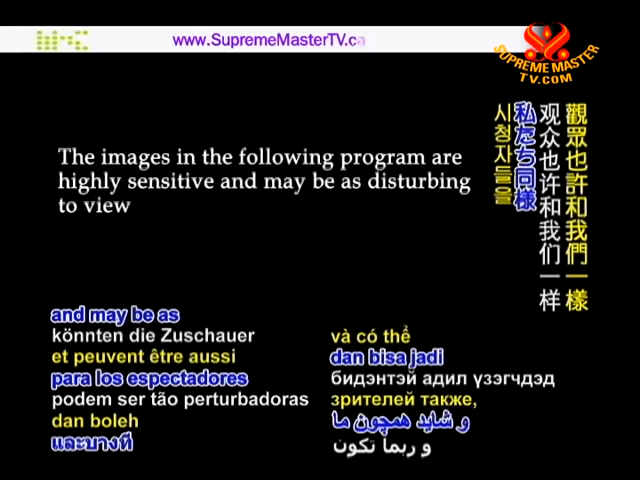 www.SupremeMasterTV.ca
SUPREME MASTER
TV.COM
The images in the following program are
highly sensitive and may be as disturbing
to view
觀眾也許和我們一樣
观众也许和我们一样
私たち同様
시청자들을
and may be as
könnten die Zuschauer
et peuvent être aussi
para los espectadores
podem ser tão perturbadoras
dan boleh
และบางที
và có thể
dan bisa jadi
бидэнтэй адил үзэгчдэд
зрителей также,
و شاید همچون ما
و ربما تكون